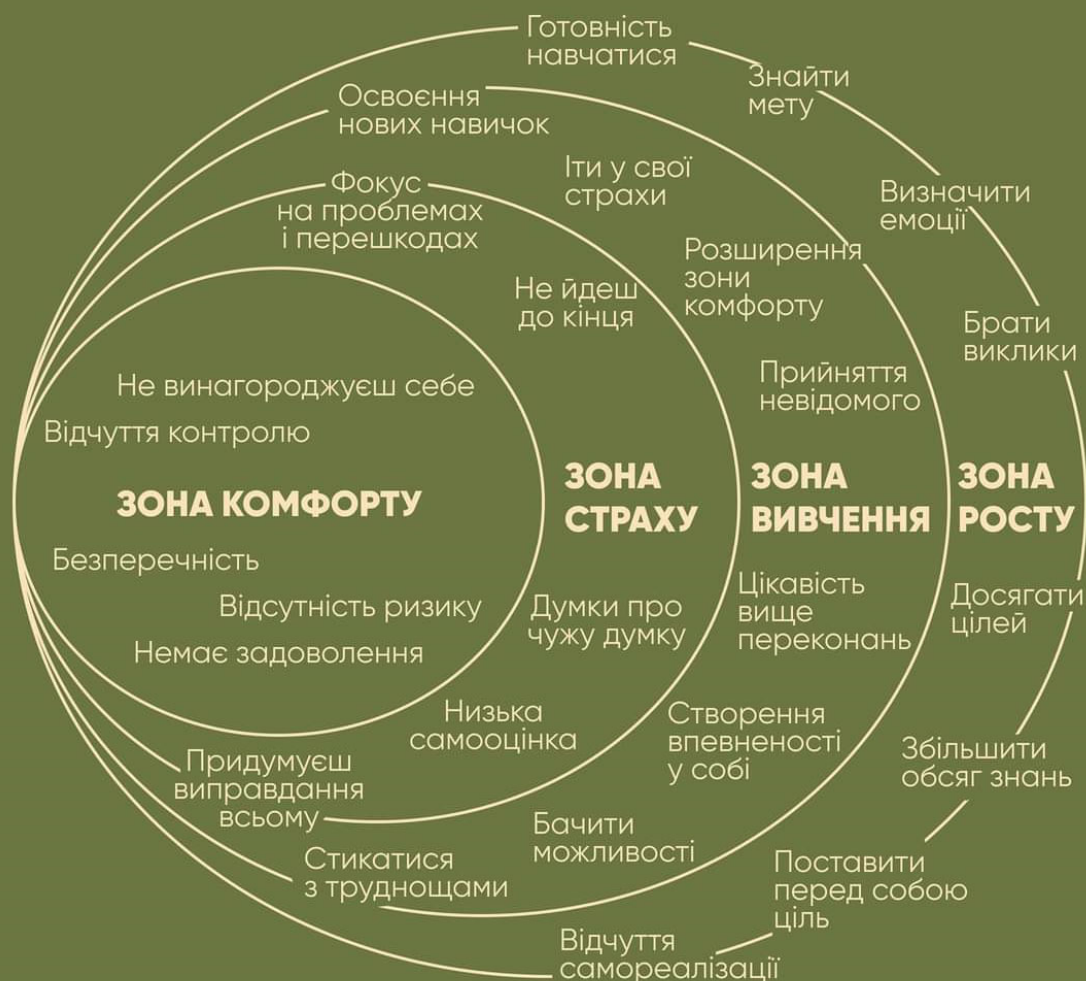 Готовність
навчатися
Знайти
мету
Освоєння
нових навичок
Іти у свої
страхи
Фокус
на проблемах
і перешкодах
Визначити
емоції
Розширення
зони
комфорту
Не йдеш
до кінця
Брати
виклики
Не винагороджуєш себе
Прийняття
невідомого
Відчуття контролю
ЗОНА КОМФОРТУ
ЗОНА
СТРАХУ
ЗОНА
ВИВЧЕННЯ
ЗОНА
РОСТУ
Безперечність
Відсутність ризику
Немає задоволення
Думки про
чужу думку
Цікавість
вище
переконань
Досягати
цілей
Низька
самооцінка
Створення
впевненості
у собі
Збільшити
обсяг знань
Придумуєш
виправдання
всьому
Бачити
можливості
Стикатися
з труднощами
Поставити
перед собою
ціль
Відчуття
самореалізації